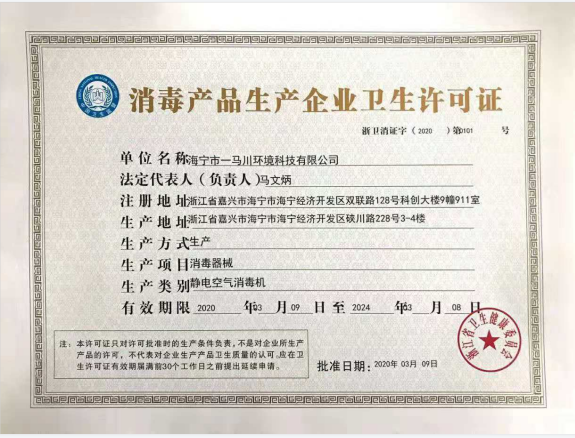 消毒产品生产企业卫生许可证
浙卫消证字（2020）第0101 号
单位名称 海宁市一马川环境科技有限公司
法定代表人（负责人）马文炳
注册地址 浙江省嘉兴市海宁市海宁经济开发区双联路128号科创大楼9幢911室
生产地址 浙江省嘉兴市海宁市海宁经济开发区硖川路228号3-4楼
生产方式 生产
生产项目 消毒器械
生产类别 静电空气消毒机
有效期限 2020 年03 月 09 日 至 2024 年03 月 08 日
注：本许可证只对许可批准时的生产条件负责，不是对企业所生产
产品的许可，不代表对企业生产产品卫生质量的认可。应在卫
生许可证有效期届满前30个工作日之前提出延续申请。
批准日期：2020年 03月 09日
浙江省卫生健康委员会